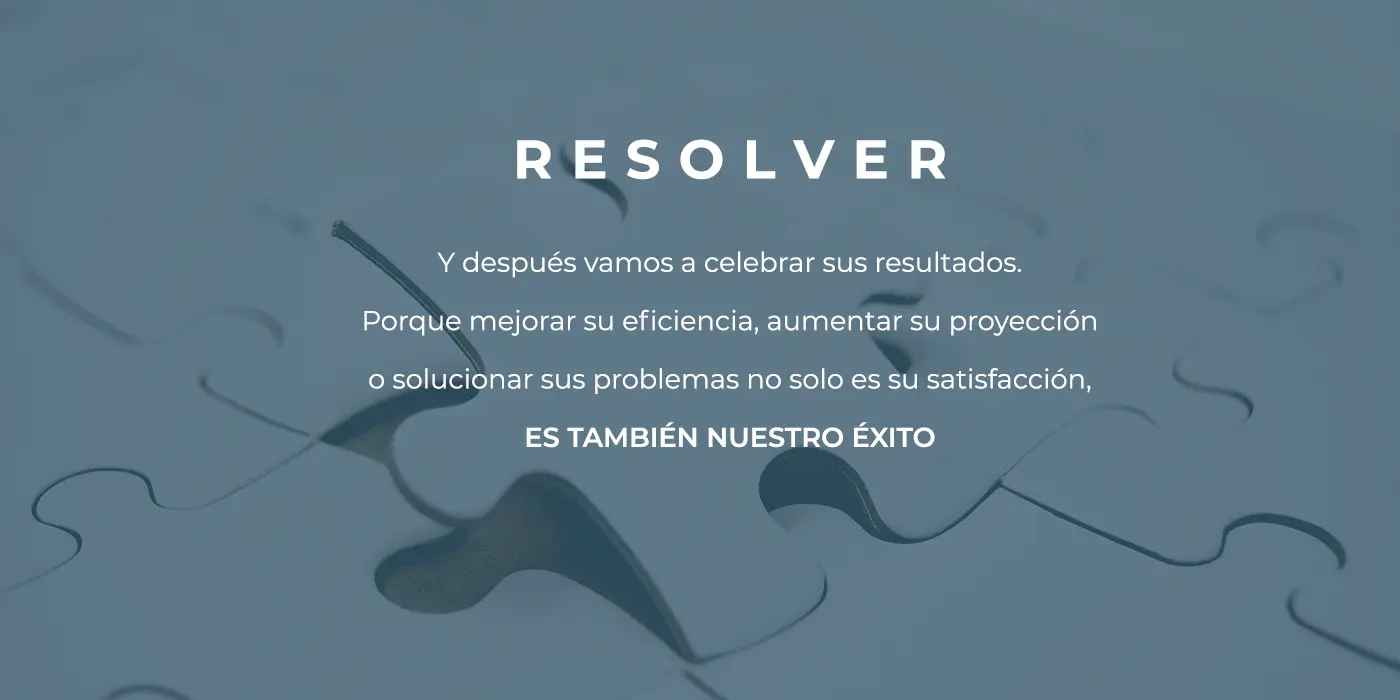 RESOLVER
Y después vamos a celebrar sus resultados.
Porque mejorar su eficiencia, aumentar su proyección
o solucionar sus problemas no solo es su satisfacción,
ES TAMBIÉN NUESTRO ÉXITO